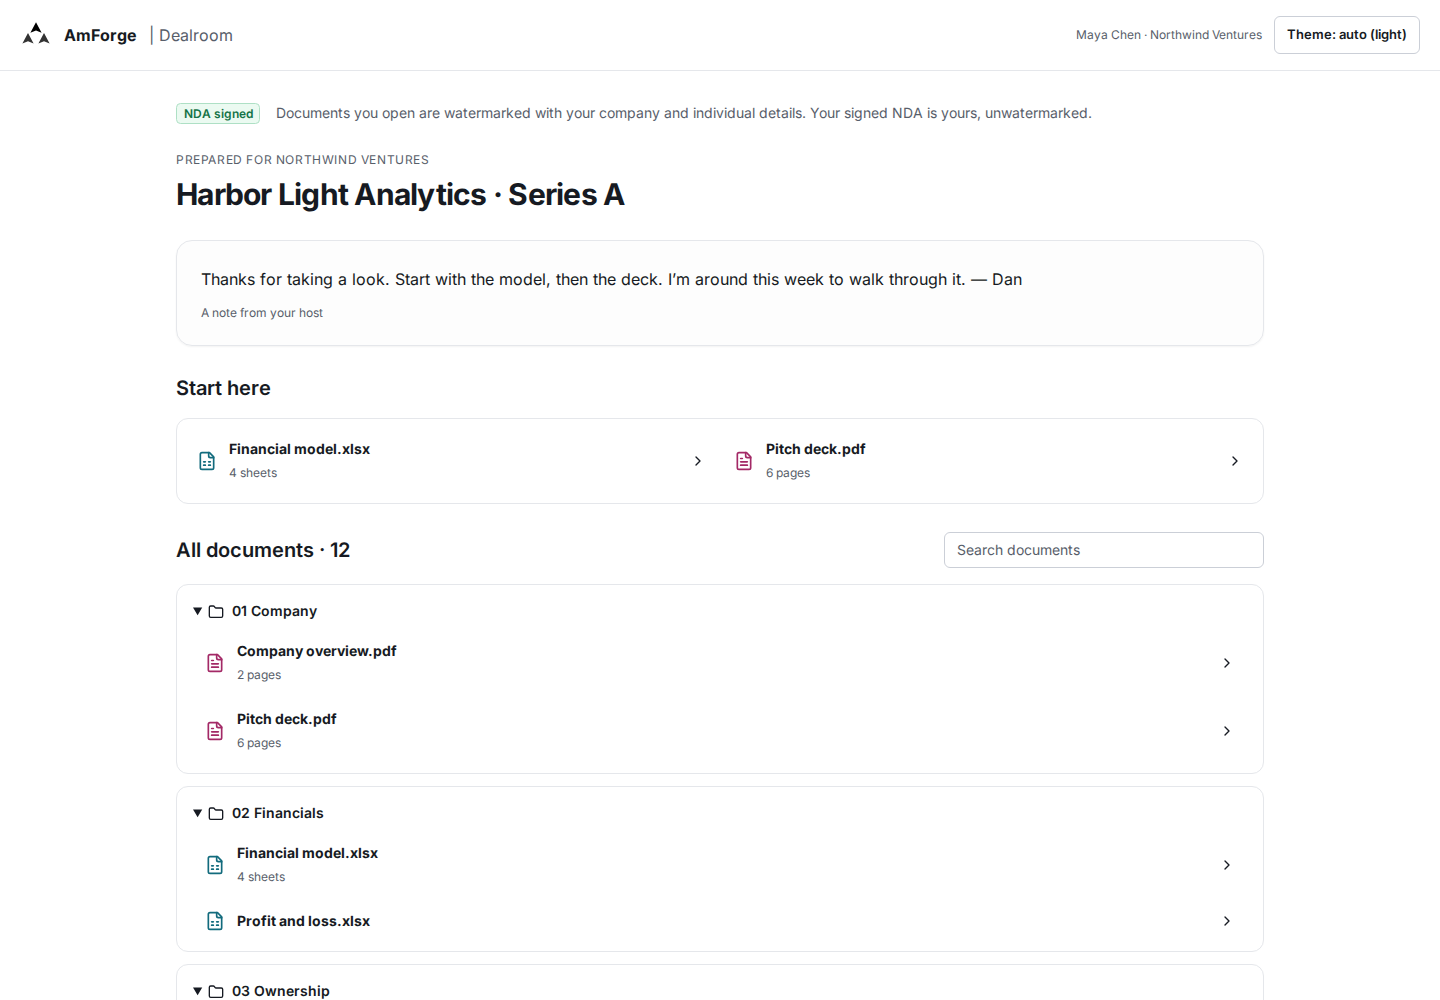 AmForge | Dealroom
Maya Chen · Northwind Ventures
Theme: auto (light)
NDA signed
Documents you open are watermarked with your company and individual details. Your signed NDA is yours, unwatermarked.
PREPARED FOR NORTHWIND VENTURES
Harbor Light Analytics · Series A
Thanks for taking a look. Start with the model, then the deck. I’m around this week to walk through it. — Dan
A note from your host
Start here
Financial model.xlsx
4 sheets
Pitch deck.pdf
6 pages
All documents · 12
Search documents
01 Company
Company overview.pdf
2 pages
Pitch deck.pdf
6 pages
02 Financials
Financial model.xlsx
4 sheets
Profit and loss.xlsx
03 Ownership